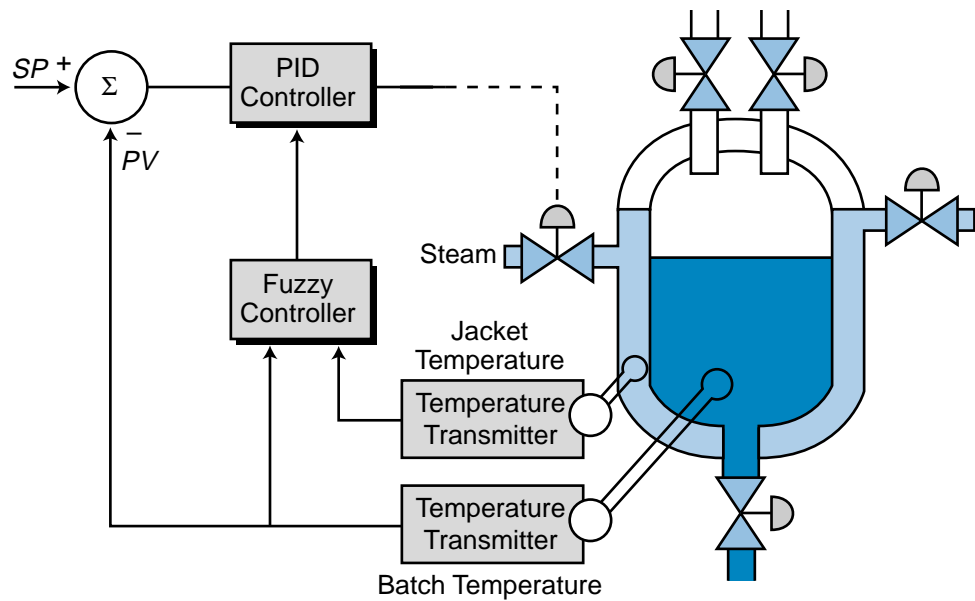 SP +
Σ
PID
Controller
−
PV
Steam
Fuzzy
Controller
Jacket
Temperature
Temperature
Transmitter
Temperature
Transmitter
Batch Temperature